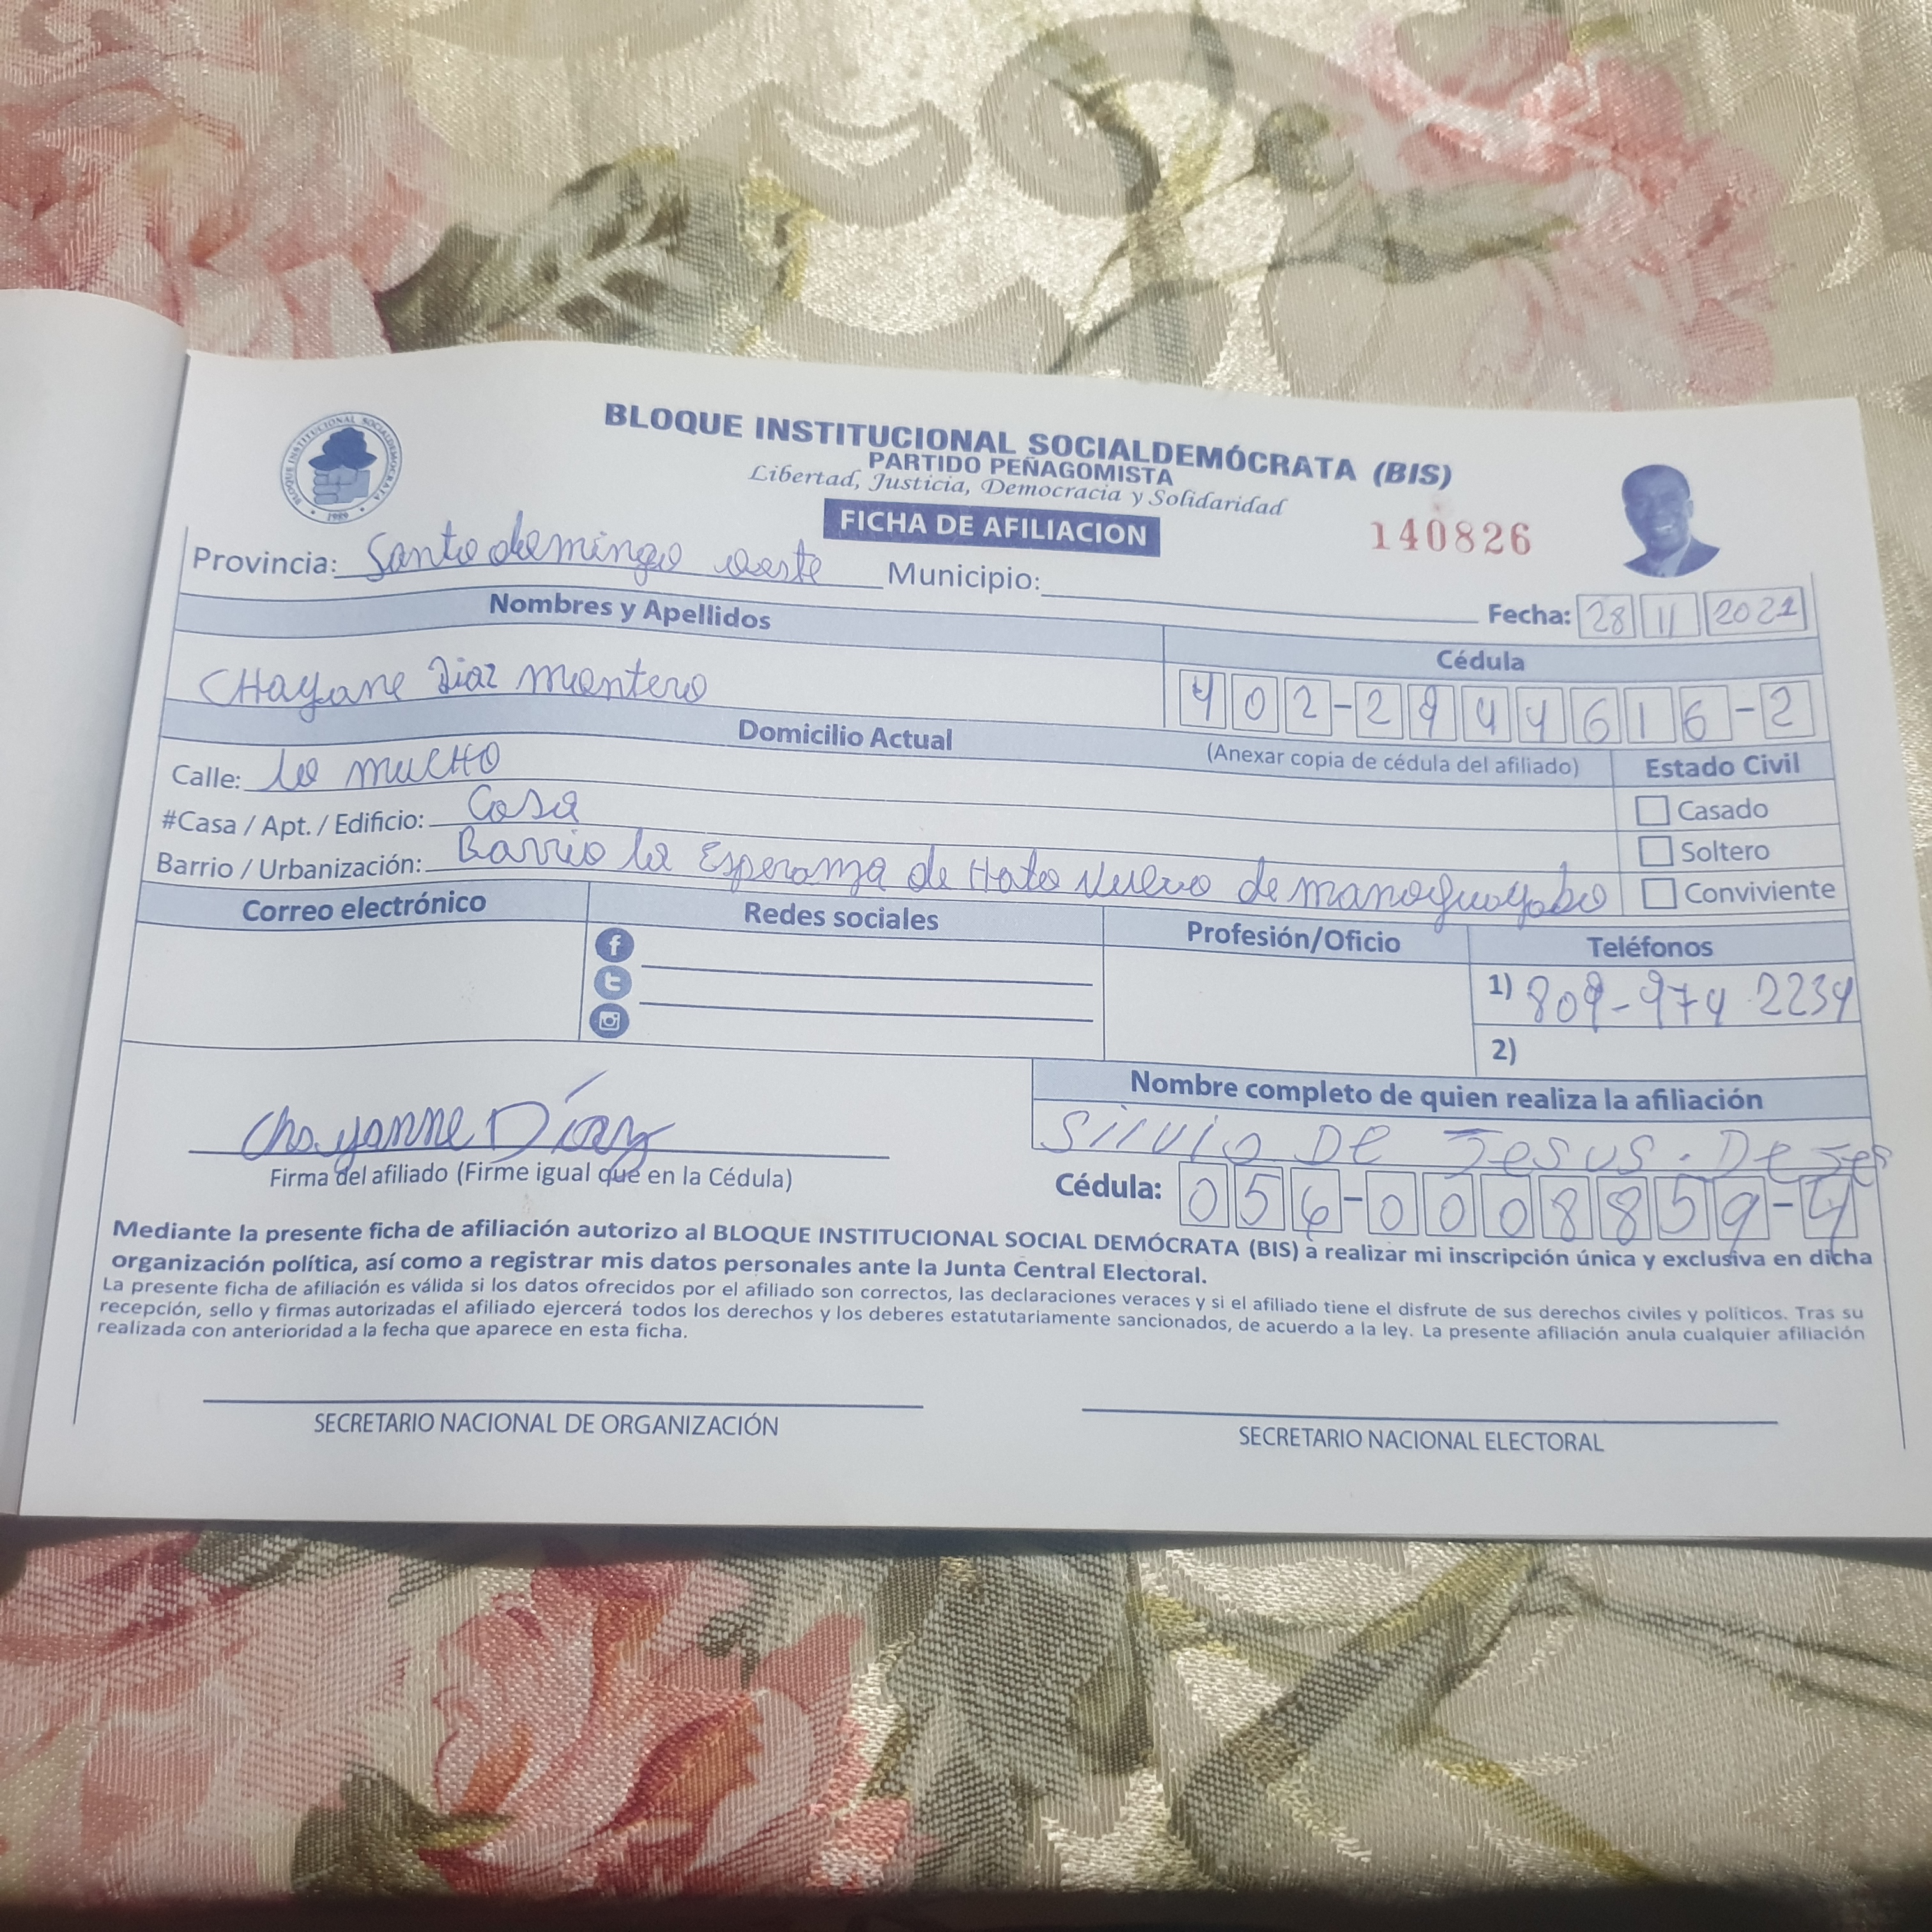 BLOQUE INSTITUCIONAL SOCIALDEMÓCRATA (BIS)
PARTIDO PEÑAGOMISTA
Libertad, Justicia, Democracia y Solidaridad
FICHA DE AFILIACION
140826
BLOQUE INSTITUCIONAL SOCIALDEMÓCRATA
1989
Provincia: Santo domingo oeste Municipio:
Fecha: 28 11 2021
Nombres y Apellidos
Cédula
CHayane Diaz montero
402-2944616-2
Domicilio Actual
(Anexar copia de cédula del afiliado)
Estado Civil
Calle: lo mucHo
Casado
#Casa / Apt. / Edificio: Casa
Soltero
Barrio / Urbanización: Barrio la Esperanza de Hato Nuevo de manoguayabo
Conviviente
Correo electrónico
Redes sociales
Profesión/Oficio
Teléfonos
1) 809-974 2234
2)
Nombre completo de quien realiza la afiliación
Silvio De Jesus. De Jes
Chayanne Díaz
Firma del afiliado (Firme igual que en la Cédula)
Cédula: 056-0008859-4
Mediante la presente ficha de afiliación autorizo al BLOQUE INSTITUCIONAL SOCIAL DEMÓCRATA (BIS) a realizar mi inscripción única y exclusiva en dicha
organización política, así como a registrar mis datos personales ante la Junta Central Electoral.
La presente ficha de afiliación es válida si los datos ofrecidos por el afiliado son correctos, las declaraciones veraces y si el afiliado tiene el disfrute de sus derechos civiles y políticos. Tras su
recepción, sello y firmas autorizadas el afiliado ejercerá todos los derechos y los deberes estatutariamente sancionados, de acuerdo a la ley. La presente afiliación anula cualquier afiliación
realizada con anterioridad a la fecha que aparece en esta ficha.
SECRETARIO NACIONAL DE ORGANIZACIÓN
SECRETARIO NACIONAL ELECTORAL